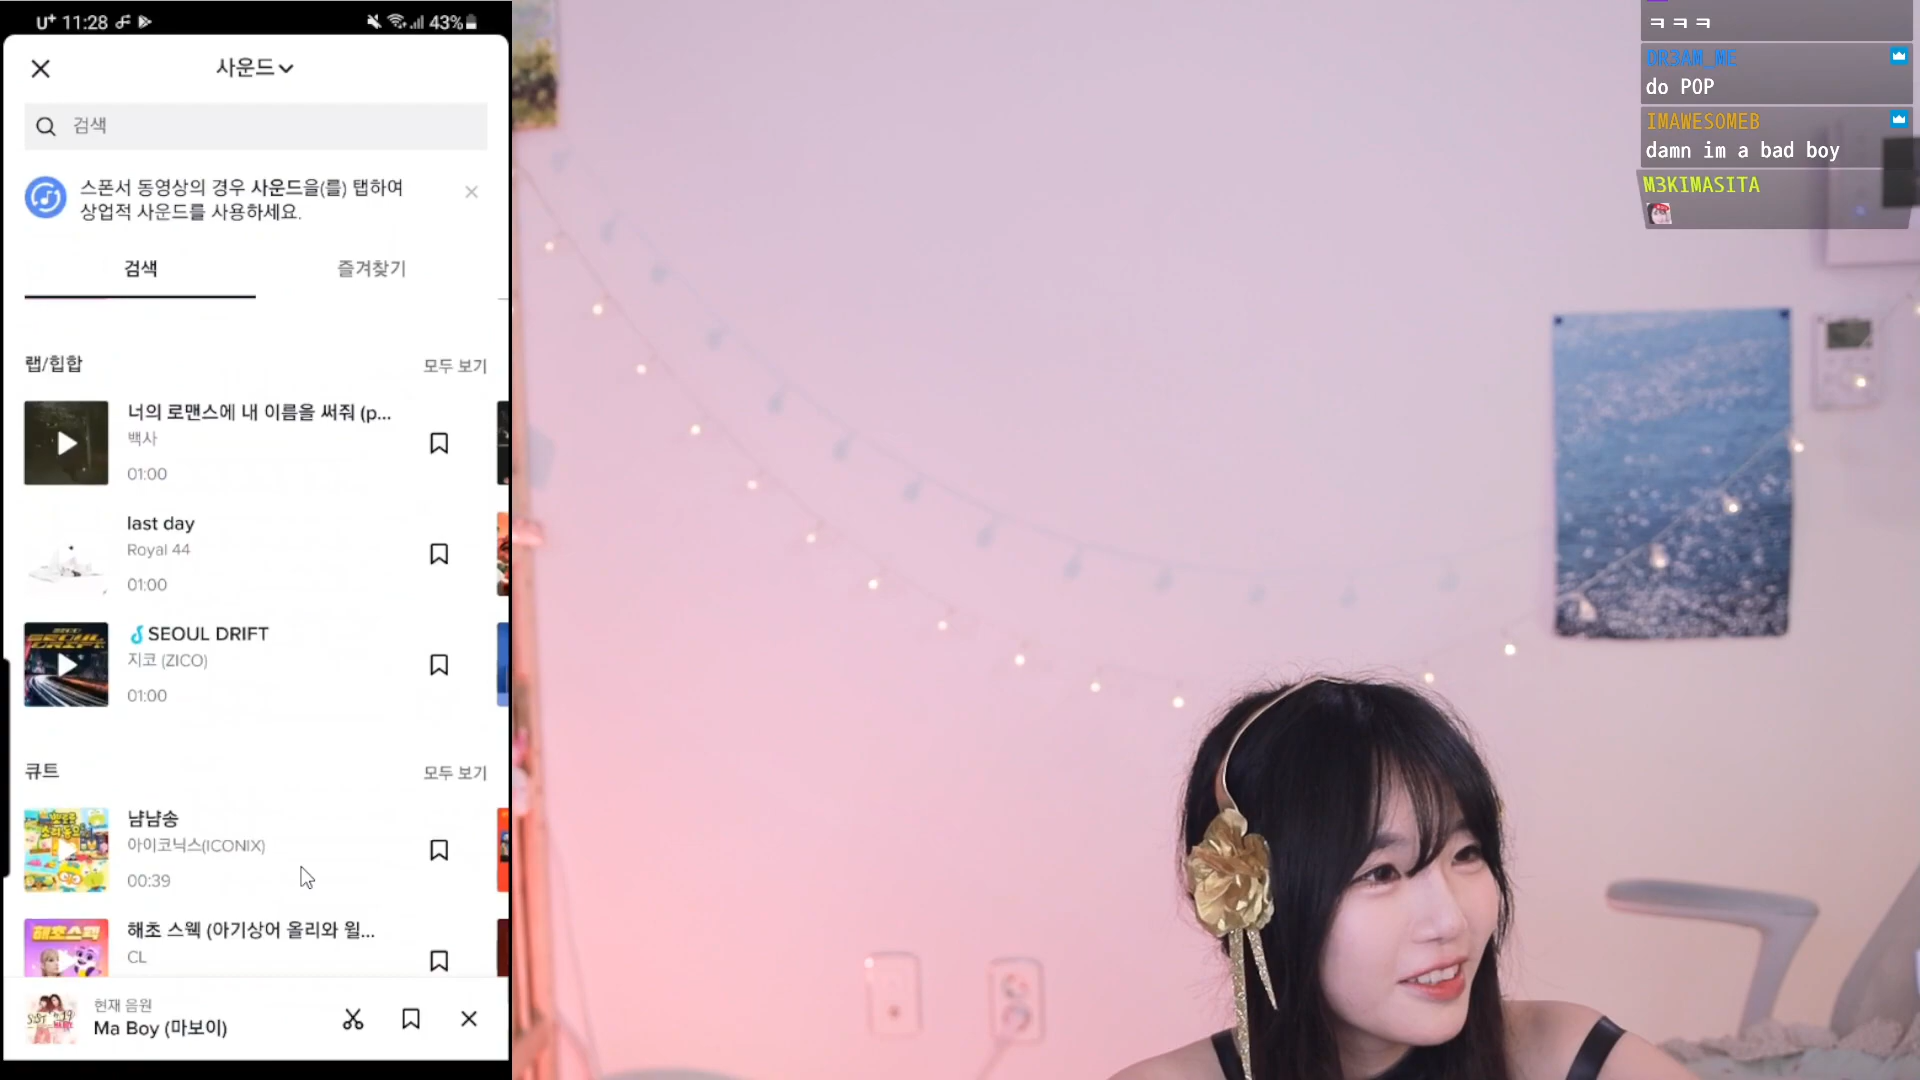 U+ 11:28
43%
사운드
검색
스폰서 동영상의 경우 사운드을(를) 탭하여
상업적 사운드를 사용하세요.
검색
즐겨찾기
랩/힙합
모두 보기
너의 로맨스에 내 이름을 써줘 (p...
백사
01:00
last day
Royal 44
01:00
SEOUL DRIFT
지코 (ZICO)
01:00
큐트
모두 보기
냠냠송
아이코닉스(ICONIX)
00:39
해초 스웩 (아기상어 올리와 윌...
CL
현재 음원
Ma Boy (마보이)
ㅋㅋㅋ
DR3AM_ME
do POP
IMAWESOMEB
damn im a bad boy
M3KIMASITA